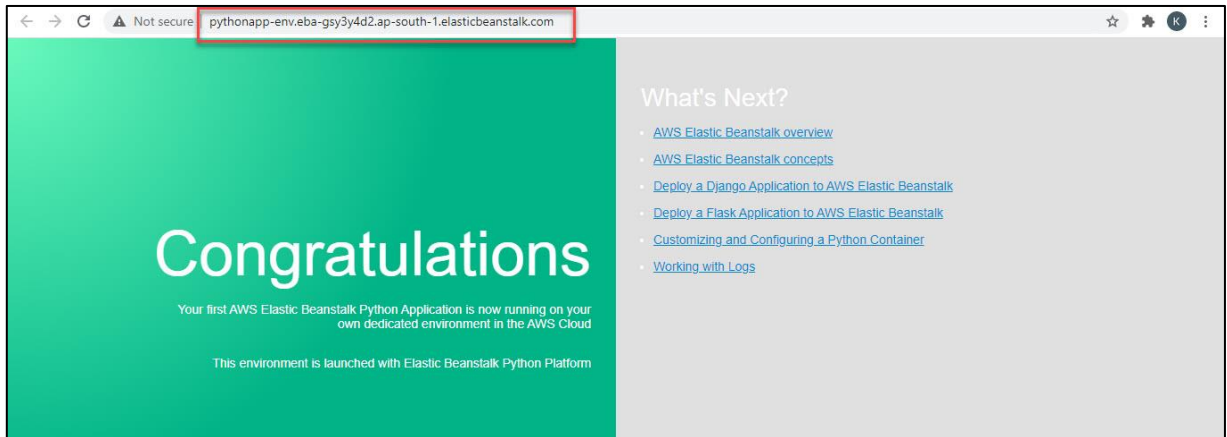 Not secure
pythonapp-env.eba-gsy3y4d2.ap-south-1.elasticbeanstalk.com
K
Congratulations
Your first AWS Elastic Beanstalk Python Application is now running on your
own dedicated environment in the AWS Cloud
This environment is launched with Elastic Beanstalk Python Platform
What's Next?
AWS Elastic Beanstalk overview
AWS Elastic Beanstalk concepts
Deploy a Django Application to AWS Elastic Beanstalk
Deploy a Flask Application to AWS Elastic Beanstalk
Customizing and Configuring a Python Container
Working with Logs